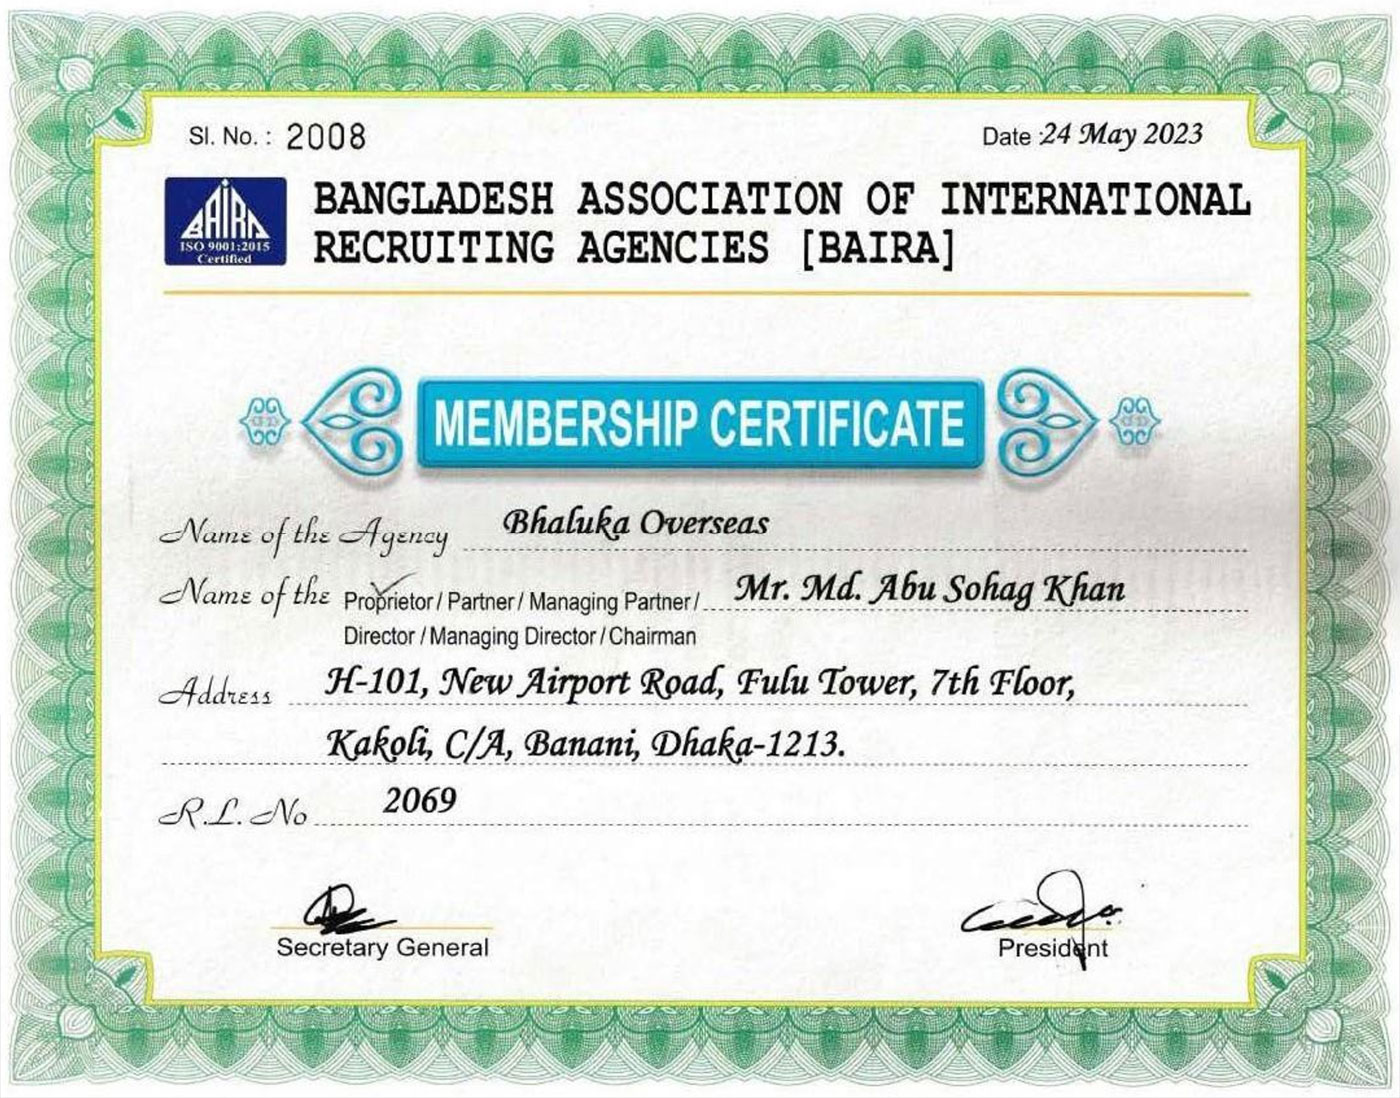 Sl. No. : 2008
Date :24 May 2023
BAIRA
ISO 9001:2015
Certified
BANGLADESH ASSOCIATION OF INTERNATIONAL
RECRUITING AGENCIES [BAIRA]
MEMBERSHIP CERTIFICATE
Name of the Agency Bhaluka Overseas
Name of the Proprietor / Partner / Managing Partner / Mr. Md. Abu Sohag Khan
Director / Managing Director / Chairman
Address H-101, New Airport Road, Fulu Tower, 7th Floor,
Kakoli, C/A, Banani, Dhaka-1213.
R.L. No 2069
Secretary General
President